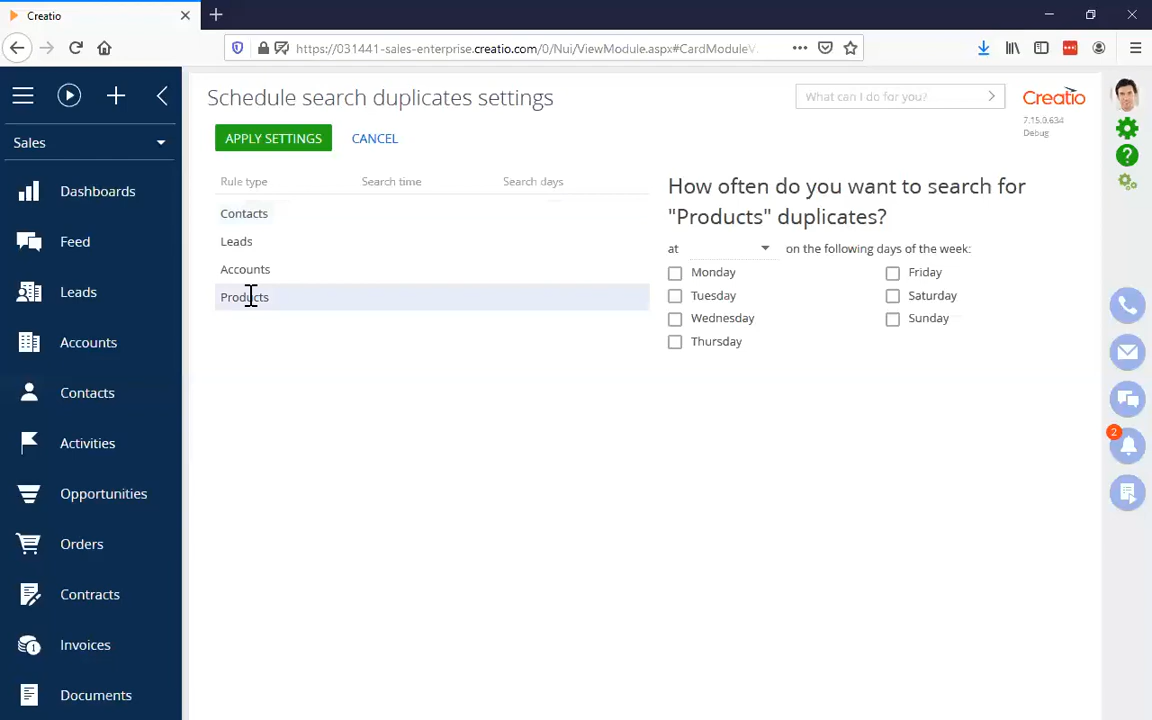 Creatio
https://031441-sales-enterprise.creatio.com/0/Nui/ViewModule.aspx#CardModuleV
Schedule search duplicates settings
What can I do for you?
Creatio
7.15.0.634
Debug
APPLY SETTINGS
CANCEL
Sales
Dashboards
Feed
Leads
Accounts
Contacts
Activities
Opportunities
Orders
Contracts
Invoices
Documents
Rule type Search time Search days
Contacts
Leads
Accounts
Products
How often do you want to search for
"Products" duplicates?
at on the following days of the week:
Monday Friday
Tuesday Saturday
Wednesday Sunday
Thursday
2
1